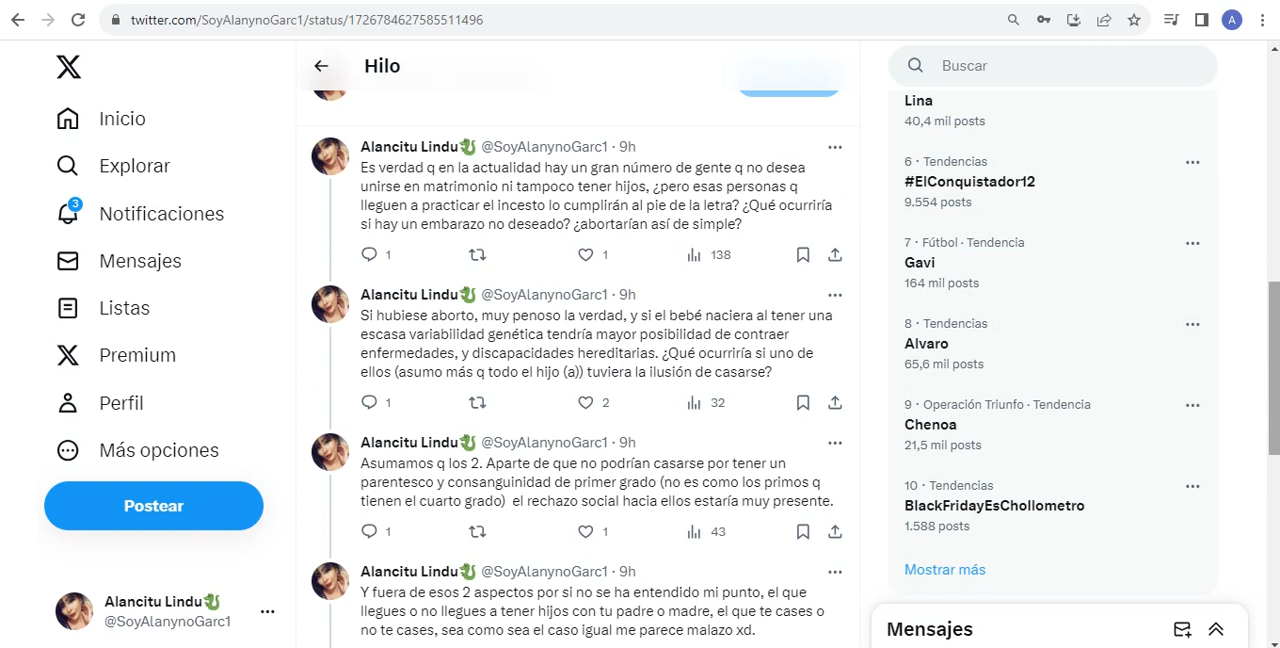 twitter.com/SoyAlanynoGarc1/status/1726784627585511496
A
X
Inicio
Explorar
3
Notificaciones
Mensajes
Listas
Premium
Perfil
Más opciones
Postear
Alancitu Lindu🐉
@SoyAlanynoGarc1
Hilo
Alancitu Lindu🐉 @SoyAlanynoGarc1 · 9h
Es verdad q en la actualidad hay un gran número de gente q no desea
unirse en matrimonio ni tampoco tener hijos, ¿pero esas personas q
lleguen a practicar el incesto lo cumplirán al pie de la letra? ¿Qué ocurriría
si hay un embarazo no deseado? ¿abortarían así de simple?
1 1 138
Alancitu Lindu🐉 @SoyAlanynoGarc1 · 9h
Si hubiese aborto, muy penoso la verdad, y si el bebé naciera al tener una
escasa variabilidad genética tendría mayor posibilidad de contraer
enfermedades, y discapacidades hereditarias. ¿Qué ocurriría si uno de
ellos (asumo más q todo el hijo (a)) tuviera la ilusión de casarse?
1 2 32
Alancitu Lindu🐉 @SoyAlanynoGarc1 · 9h
Asumamos q los 2. Aparte de que no podrían casarse por tener un
parentesco y consanguinidad de primer grado (no es como los primos q
tienen el cuarto grado) el rechazo social hacia ellos estaría muy presente.
1 1 43
Alancitu Lindu🐉 @SoyAlanynoGarc1 · 9h
Y fuera de esos 2 aspectos por si no se ha entendido mi punto, el que
llegues o no llegues a tener hijos con tu padre o madre, el que te cases o
no te cases, sea como sea el caso igual me parece malazo xd.
Buscar
Lina
40,4 mil posts
6 · Tendencias
#ElConquistador12
9.554 posts
7 · Fútbol · Tendencia
Gavi
164 mil posts
8 · Tendencias
Alvaro
65,6 mil posts
9 · Operación Triunfo · Tendencia
Chenoa
21,5 mil posts
10 · Tendencias
BlackFridayEsChollometro
1.588 posts
Mostrar más
Mensajes